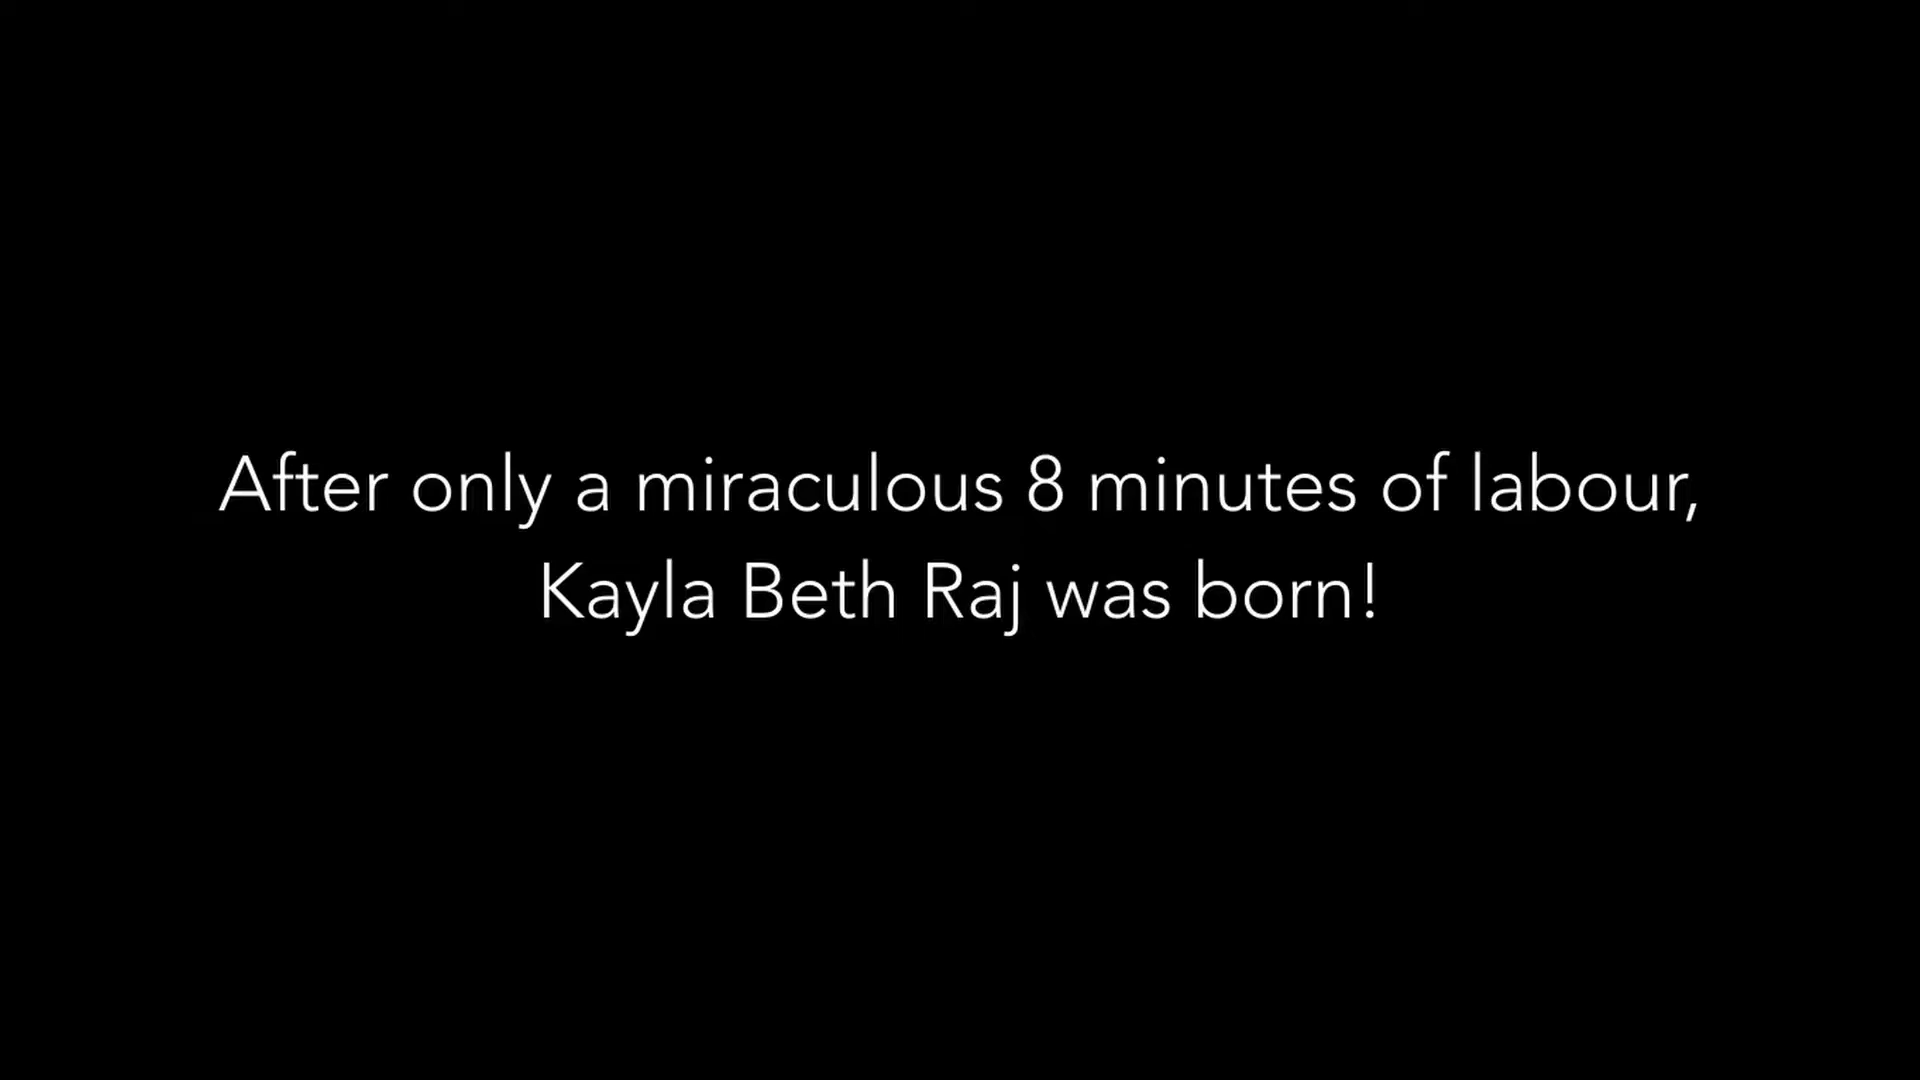 After only a miraculous 8 minutes of labour,
Kayla Beth Raj was born!